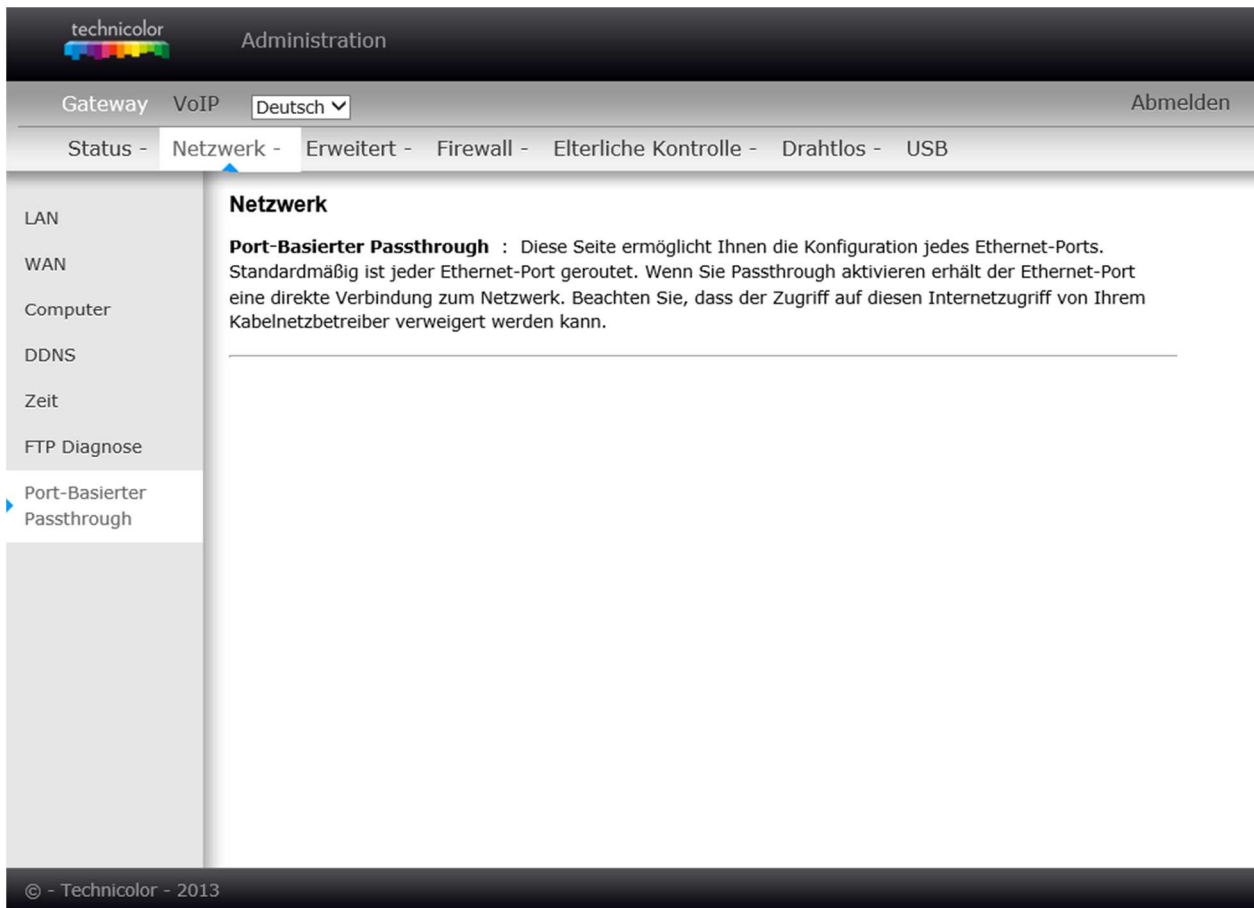 technicolor
Administration
Gateway VoIP Deutsch Abmelden
Status - Netzwerk - Erweitert - Firewall - Elterliche Kontrolle - Drahtlos - USB
LAN
WAN
Computer
DDNS
Zeit
FTP Diagnose
Port-Basierter
Passthrough
Netzwerk
Port-Basierter Passthrough : Diese Seite ermöglicht Ihnen die Konfiguration jedes Ethernet-Ports.
Standardmäßig ist jeder Ethernet-Port geroutet. Wenn Sie Passthrough aktivieren erhält der Ethernet-Port
eine direkte Verbindung zum Netzwerk. Beachten Sie, dass der Zugriff auf diesen Internetzugriff von Ihrem
Kabelnetzbetreiber verweigert werden kann.
© - Technicolor - 2013